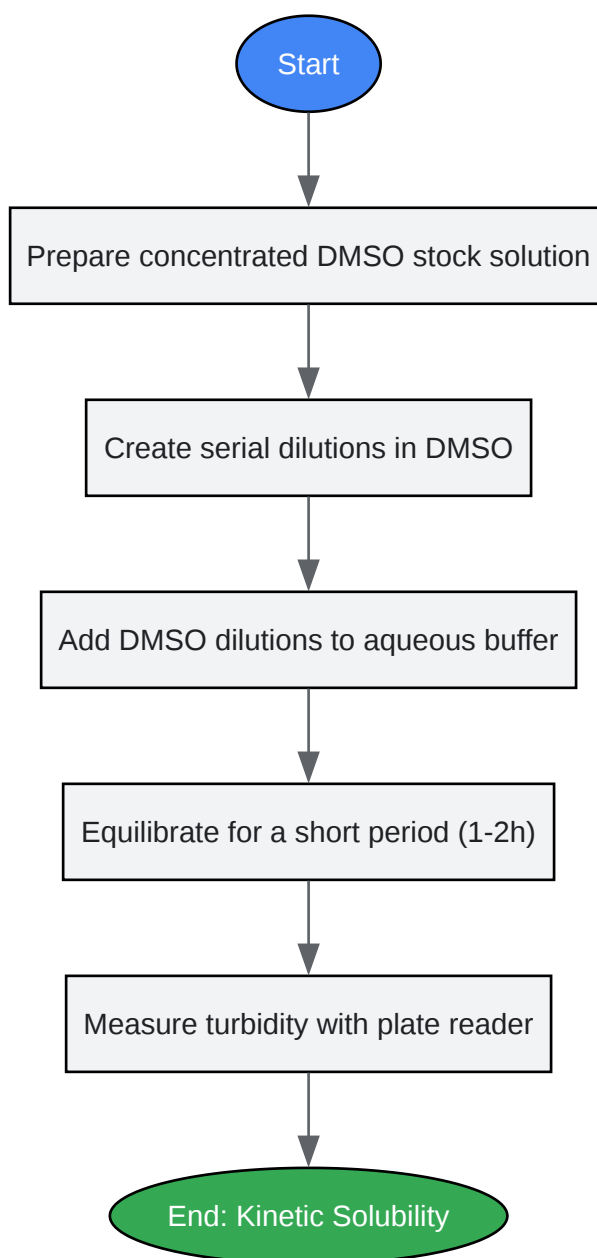 Start
Prepare concentrated DMSO stock solution
Create serial dilutions in DMSO
Add DMSO dilutions to aqueous buffer
Equilibrate for a short period (1-2h)
Measure turbidity with plate reader
End: Kinetic Solubility